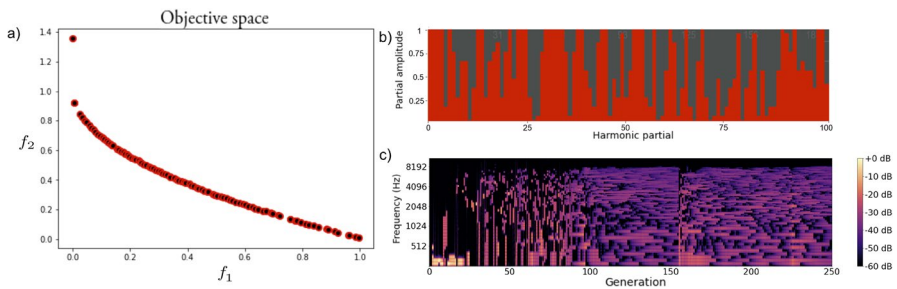 Objective space
a)
1.4
1.2
1.0
0.8
0.6
0.4
0.2
0.0
f₂
0.0 0.2 0.4 0.6 0.8 1.0
f₁
b)
Partial amplitude
1
0.75
0.5
0.25
0 25 50 75 100
Harmonic partial
c)
Frequency (Hz)
8192
4096
2048
1024
512
0 50 100 150 200 250
Generation
+0 dB
-10 dB
-20 dB
-30 dB
-40 dB
-50 dB
-60 dB